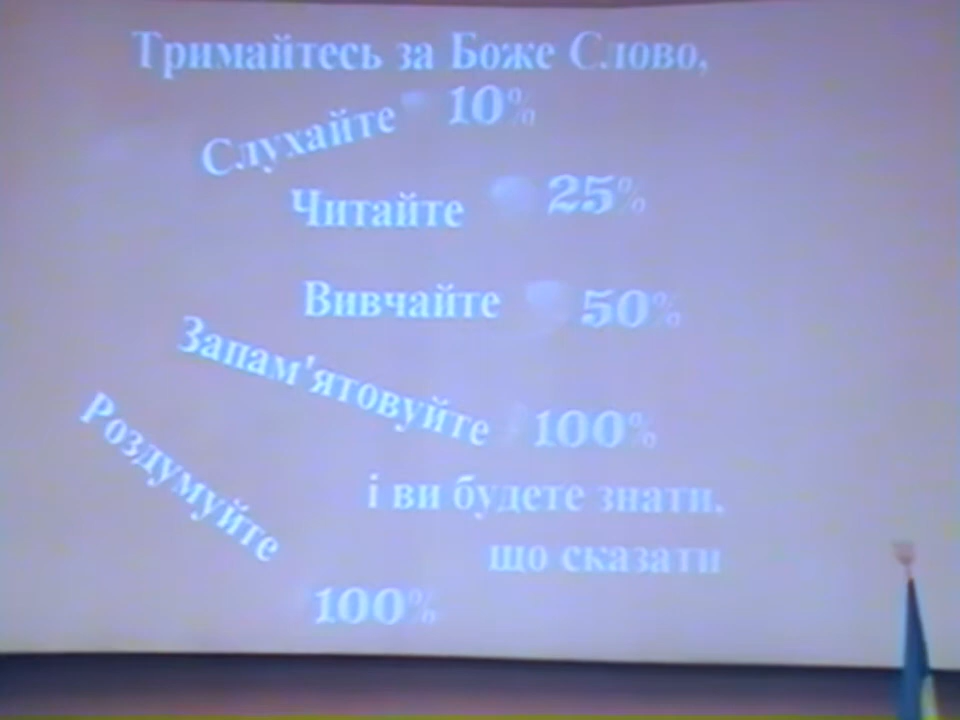 Тримайтесь за Боже Слово,
Слухайте 10%
Читайте 25%
Вивчайте 50%
Запам'ятовуйте 100%
Роздумуйте 100%
і ви будете знати,
що сказати